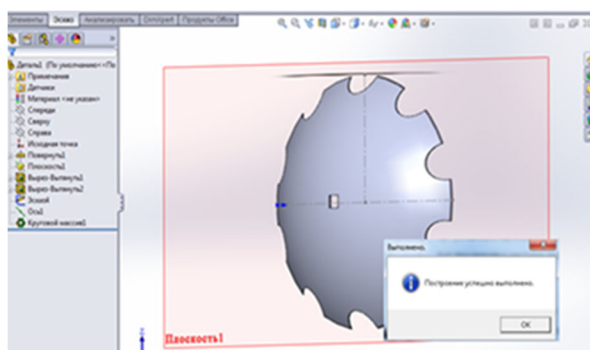 Элементы Эскиз Анализировать DimXpert Продукты Office
Деталь1 (По умолчанию<<По
Примечания
Датчики
Материал <не указан>
Спереди
Сверху
Справа
Исходная точка
Повернуть1
Плоскость1
Вырез-Вытянуть1
Вырез-Вытянуть2
Эскиз4
Ось1
Круговой массив1
Плоскость1
Выполнено.
Построение успешно выполнено.
OK